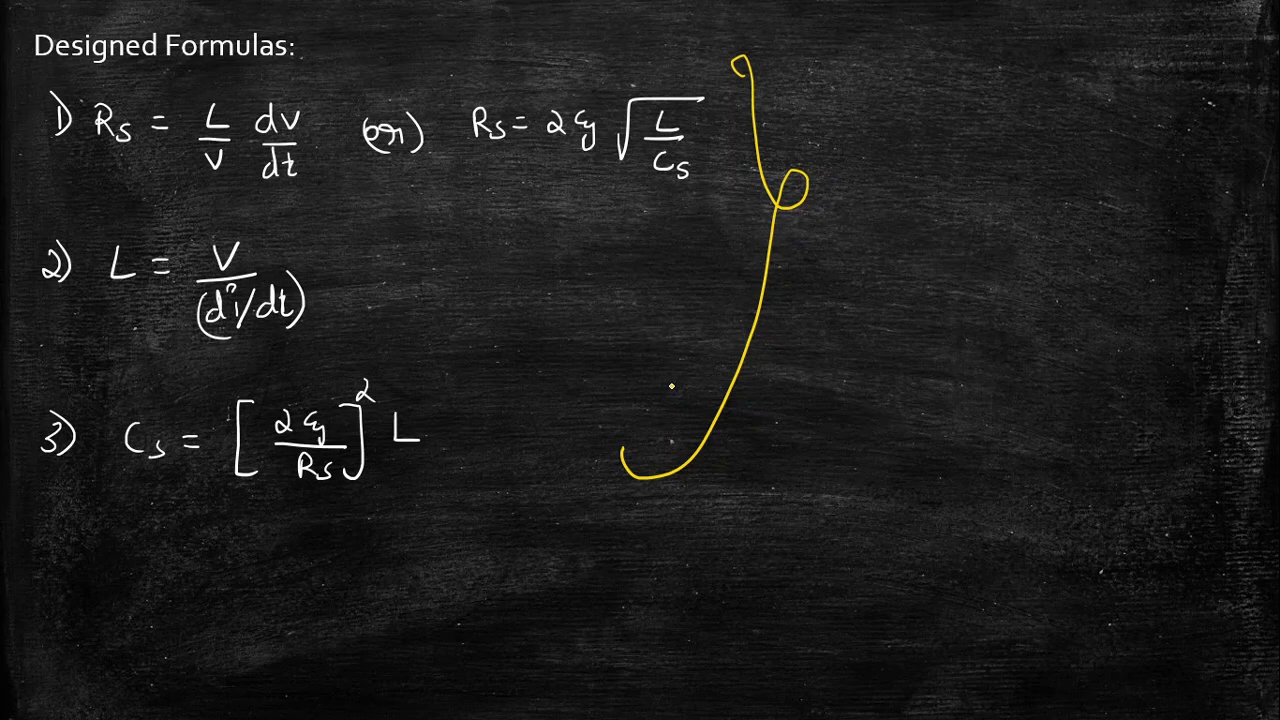 Designed Formulas:
1) Rs = L/V dv/dt (or) Rs = 2ξ √(L/Cs)
2) L = V/(di/dt)
3) Cs = [2ξ/Rs]² L